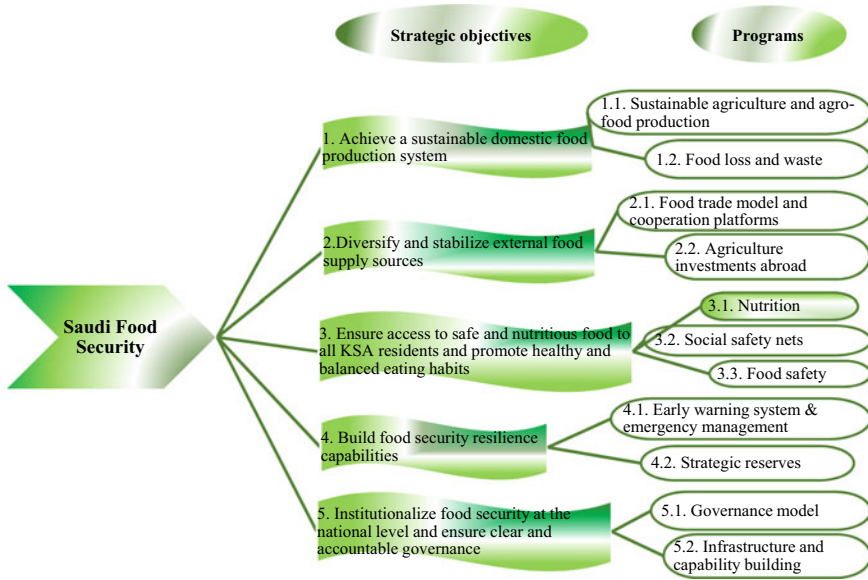 Strategic objectives
Programs
Saudi Food
Security
1. Achieve a sustainable domestic food
production system
1.1. Sustainable agriculture and agro-
food production
1.2. Food loss and waste
2.Diversify and stabilize external food
supply sources
2.1. Food trade model and
cooperation platforms
2.2. Agriculture
investments abroad
3. Ensure access to safe and nutritious food to
all KSA residents and promote healthy and
balanced eating habits
3.1. Nutrition
3.2. Social safety nets
3.3. Food safety
4. Build food security resilience
capabilities
4.1. Early warning system &
emergency management
4.2. Strategic reserves
5. Institutionalize food security at the
national level and ensure clear and
accountable governance
5.1. Governance model
5.2. Infrastructure and
capability building